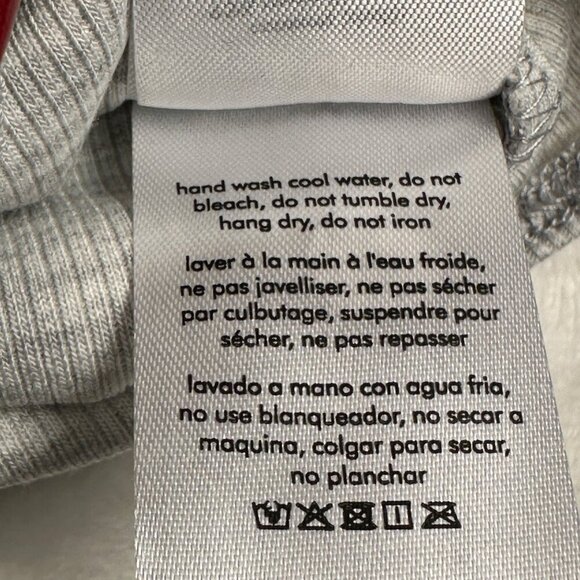 hand wash cool water, do not
bleach, do not tumble dry,
hang dry, do not iron
laver à la main à l'eau froide,
ne pas javelliser, ne pas sécher
par culbutage, suspendre pour
sécher, ne pas repasser
lavado a mano con agua fria,
no use blanqueador, no secar a
maquina, colgar para secar,
no planchar